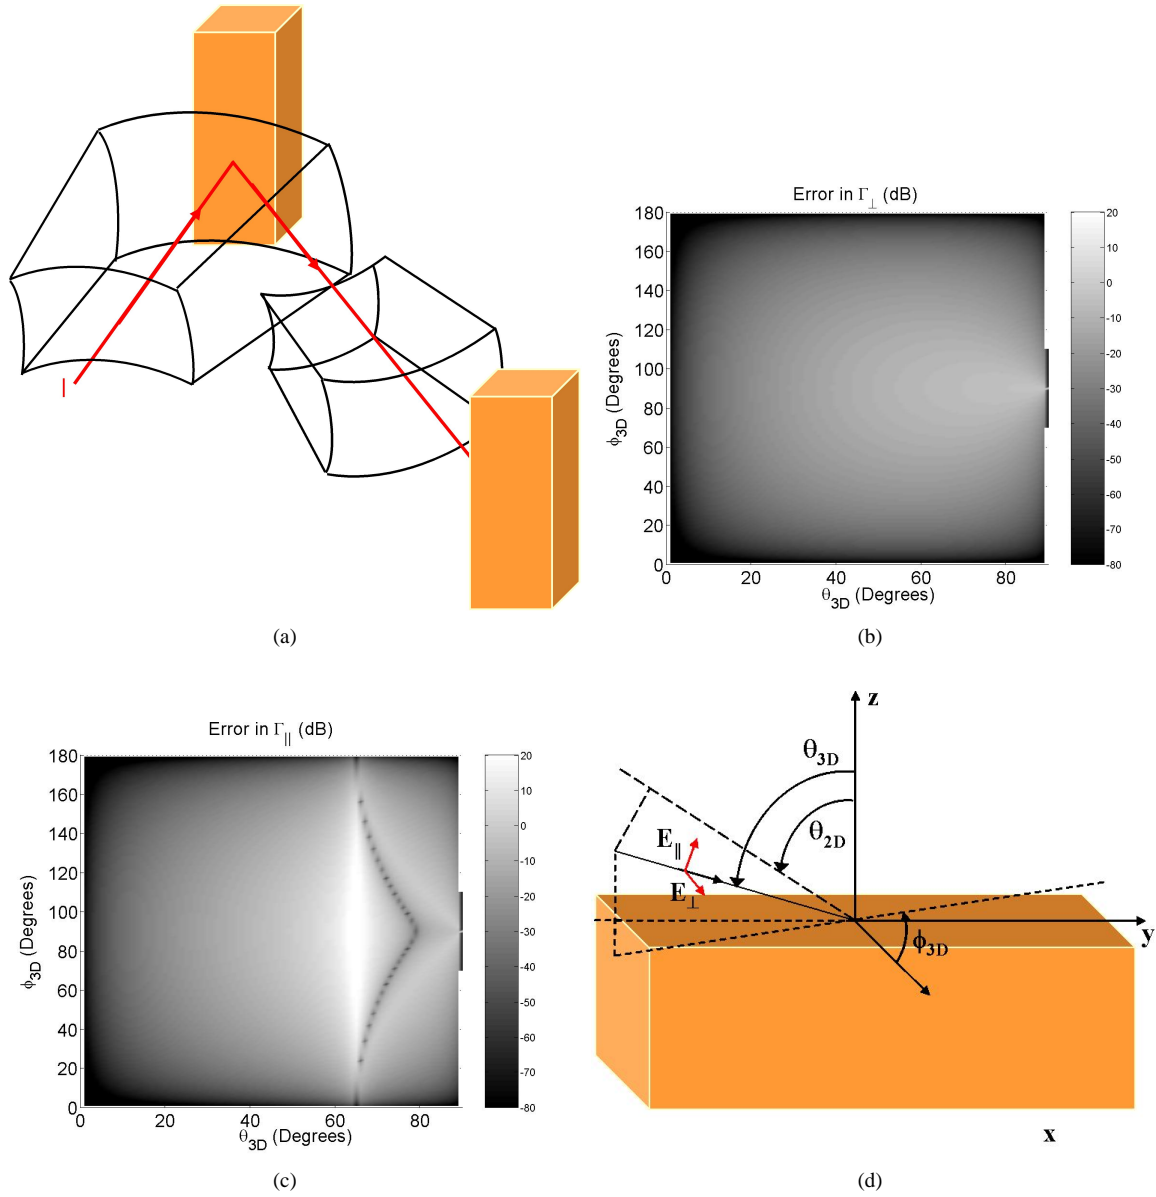 I
(a)
Error in Γ⊥ (dB)
180
160
140
120
100
80
60
40
20
0
ϕ3D (Degrees)
0 20 40 60 80
θ3D (Degrees)
20
10
0
-10
-20
-30
-40
-50
-60
-70
-80
(b)
Error in Γ|| (dB)
180
160
140
120
100
80
60
40
20
0
ϕ3D (Degrees)
0 20 40 60 80
θ3D (Degrees)
20
10
0
-10
-20
-30
-40
-50
-60
-70
-80
(c)
z
θ3D
θ2D
E||
E⊥
y
ϕ3D
x
(d)